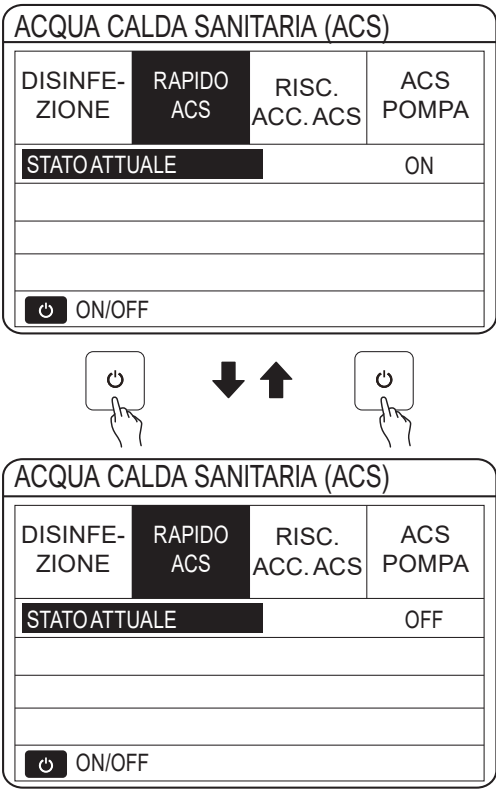 ACQUA CALDA SANITARIA (ACS)
DISINFE-
ZIONE
RAPIDO
ACS
RISC.
ACC. ACS
ACS
POMPA
STATO ATTUALE ON
ON/OFF
ACQUA CALDA SANITARIA (ACS)
DISINFE-
ZIONE
RAPIDO
ACS
RISC.
ACC. ACS
ACS
POMPA
STATO ATTUALE OFF
ON/OFF